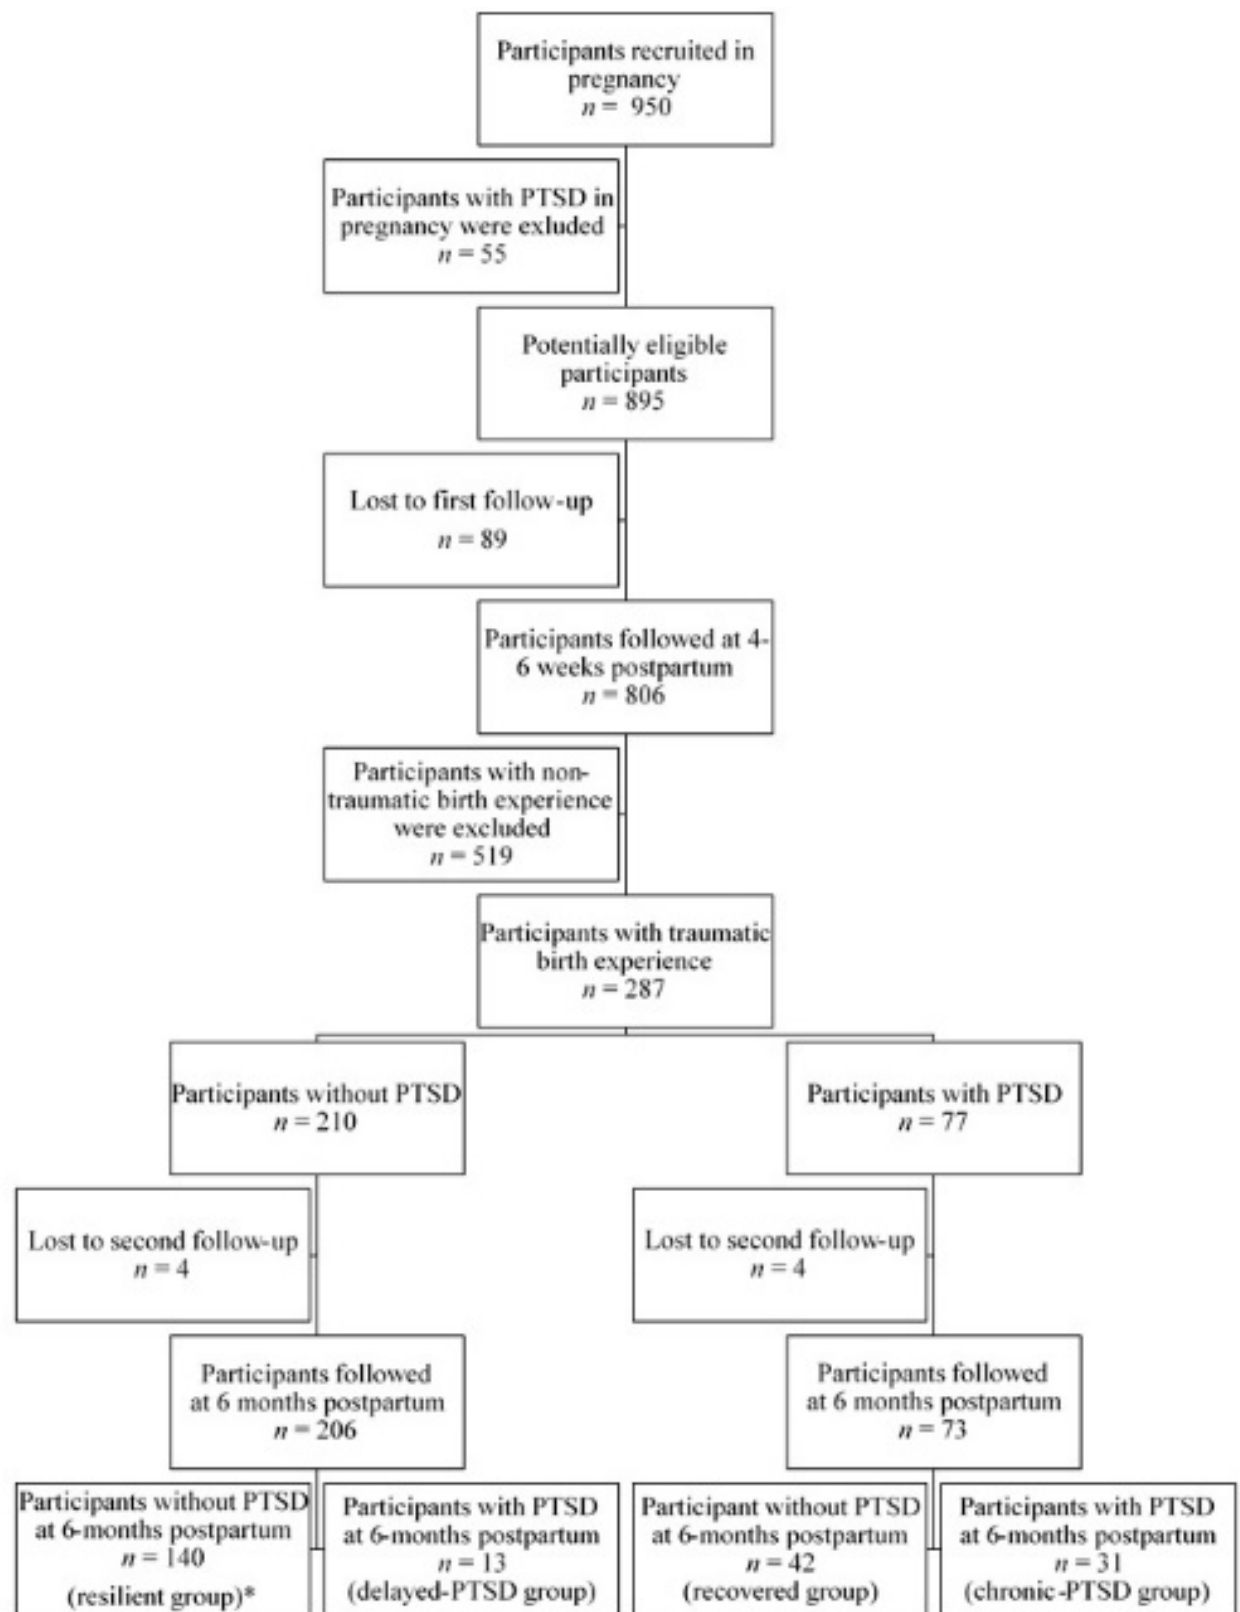 Participants recruited in
pregnancy
n = 950
Participants with PTSD in
pregnancy were exluded
n = 55
Potentially eligible
participants
n = 895
Lost to first follow-up
n = 89
Participants followed at 4-
6 weeks postpartum
n = 806
Participants with non-
traumatic birth experience
were excluded
n = 519
Participants with traumatic
birth experience
n = 287
Participants without PTSD
n = 210
Participants with PTSD
n = 77
Lost to second follow-up
n = 4
Lost to second follow-up
n = 4
Participants followed
at 6 months postpartum
n = 206
Participants followed
at 6 months postpartum
n = 73
Participants without PTSD
at 6-months postpartum
n = 140
(resilient group)*
Participants with PTSD
at 6-months postpartum
n = 13
(delayed-PTSD group)
Participant without PTSD
at 6-months postpartum
n = 42
(recovered group)
Participants with PTSD
at 6-months postpartum
n = 31
(chronic-PTSD group)